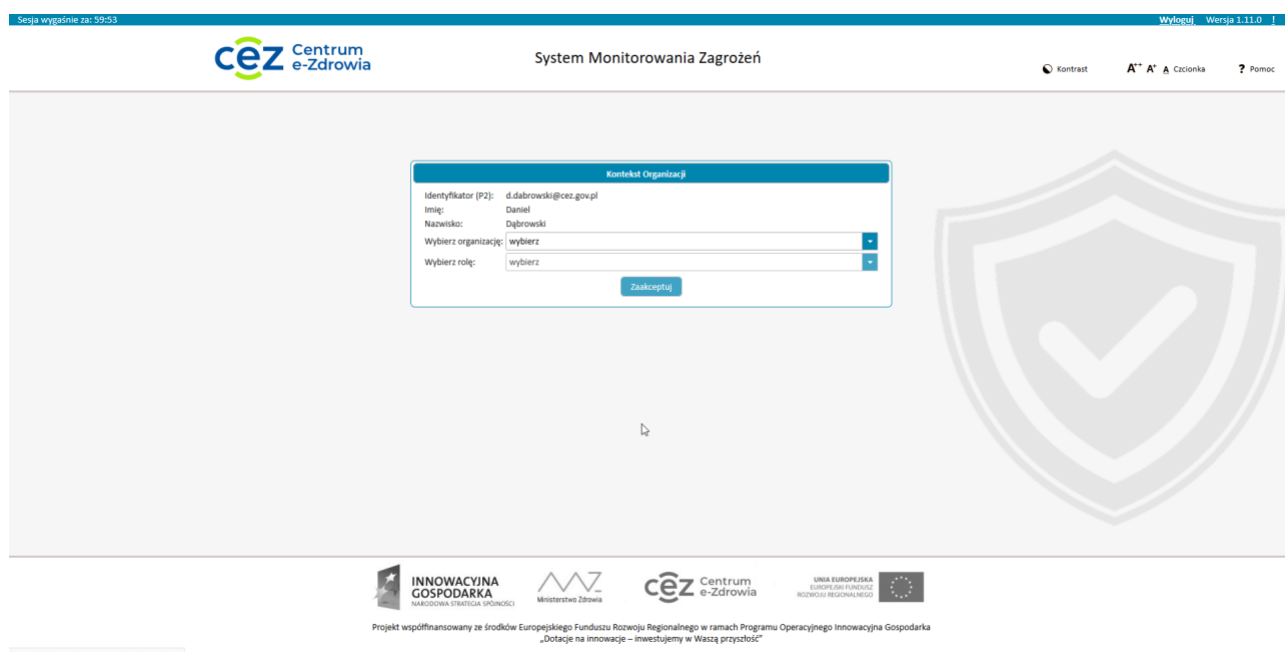 Sesja wygaśnie za: 59:53
Wyloguj Wersja 1.11.0 !
cez Centrum
e-Zdrowia
System Monitorowania Zagrożeń
Kontrast A++ A+ A Czcionka ? Pomoc
Kontekst Organizacji
Identyfikator (P2): d.dabrowski@cez.gov.pl
Imię: Daniel
Nazwisko: Dąbrowski
Wybierz organizację: wybierz
Wybierz rolę: wybierz
Zaakceptuj
INNOWACYJNA
GOSPODARKA
NARODOWA STRATEGIA SPÓJNOŚCI
Ministerstwo Zdrowia
cez Centrum
e-Zdrowia
UNIA EUROPEJSKA
EUROPEJSKI FUNDUSZ
ROZWOJU REGIONALNEGO
Projekt współfinansowany ze środków Europejskiego Funduszu Rozwoju Regionalnego w ramach Programu Operacyjnego Innowacyjna Gospodarka
„Dotacje na innowacje – inwestujemy w Waszą przyszłość"